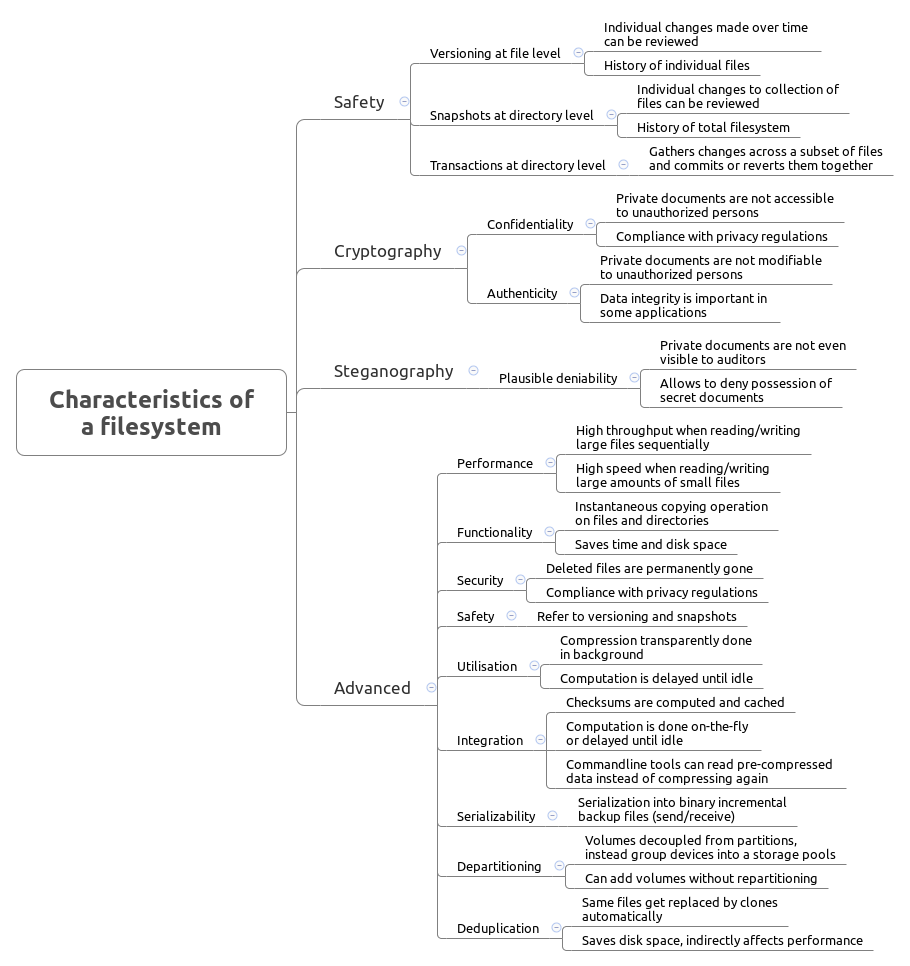 Characteristics of
a filesystem
Safety
Versioning at file level
Individual changes made over time
can be reviewed
History of individual files
Snapshots at directory level
Individual changes to collection of
files can be reviewed
History of total filesystem
Transactions at directory level
Gathers changes across a subset of files
and commits or reverts them together
Cryptography
Confidentiality
Private documents are not accessible
to unauthorized persons
Compliance with privacy regulations
Authenticity
Private documents are not modifiable
to unauthorized persons
Data integrity is important in
some applications
Steganography
Plausible deniability
Private documents are not even
visible to auditors
Allows to deny possession of
secret documents
Advanced
Performance
High throughput when reading/writing
large files sequentially
High speed when reading/writing
large amounts of small files
Functionality
Instantaneous copying operation
on files and directories
Saves time and disk space
Security
Deleted files are permanently gone
Compliance with privacy regulations
Safety
Refer to versioning and snapshots
Utilisation
Compression transparently done
in background
Computation is delayed until idle
Integration
Checksums are computed and cached
Computation is done on-the-fly
or delayed until idle
Commandline tools can read pre-compressed
data instead of compressing again
Serializability
Serialization into binary incremental
backup files (send/receive)
Departitioning
Volumes decoupled from partitions,
instead group devices into a storage pools
Can add volumes without repartitioning
Deduplication
Same files get replaced by clones
automatically
Saves disk space, indirectly affects performance